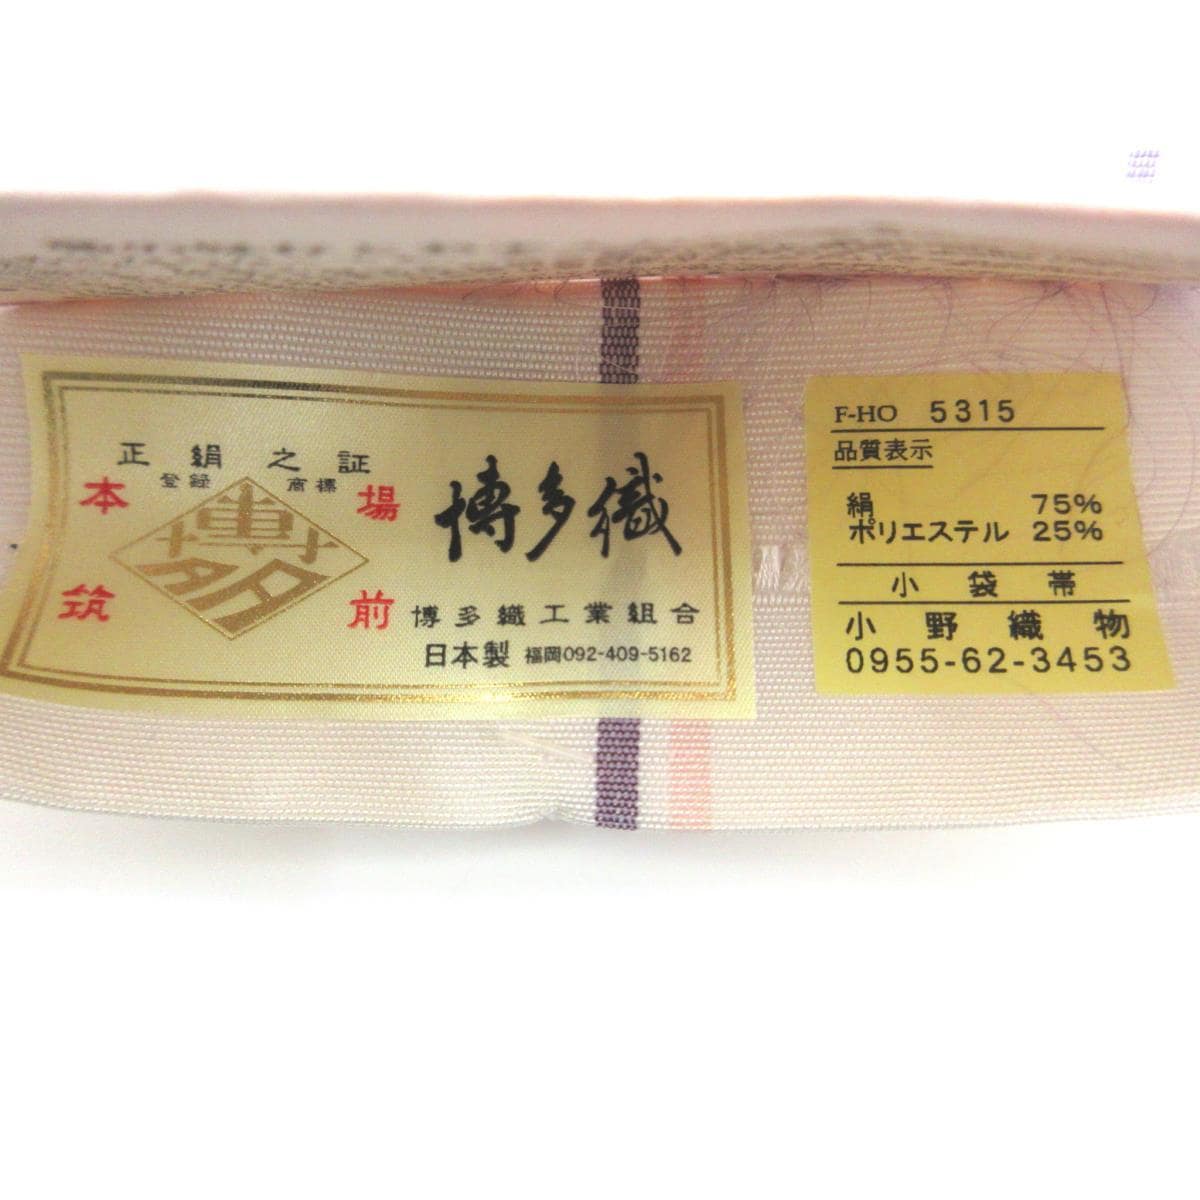 正絹之証
登録 商標
本場
博多
筑前
博多織
博多織工業組合
日本製 福岡092-409-5162
F-HO 5315
品質表示
絹 75%
ポリエステル 25%
小袋帯
小野織物
0955-62-3453